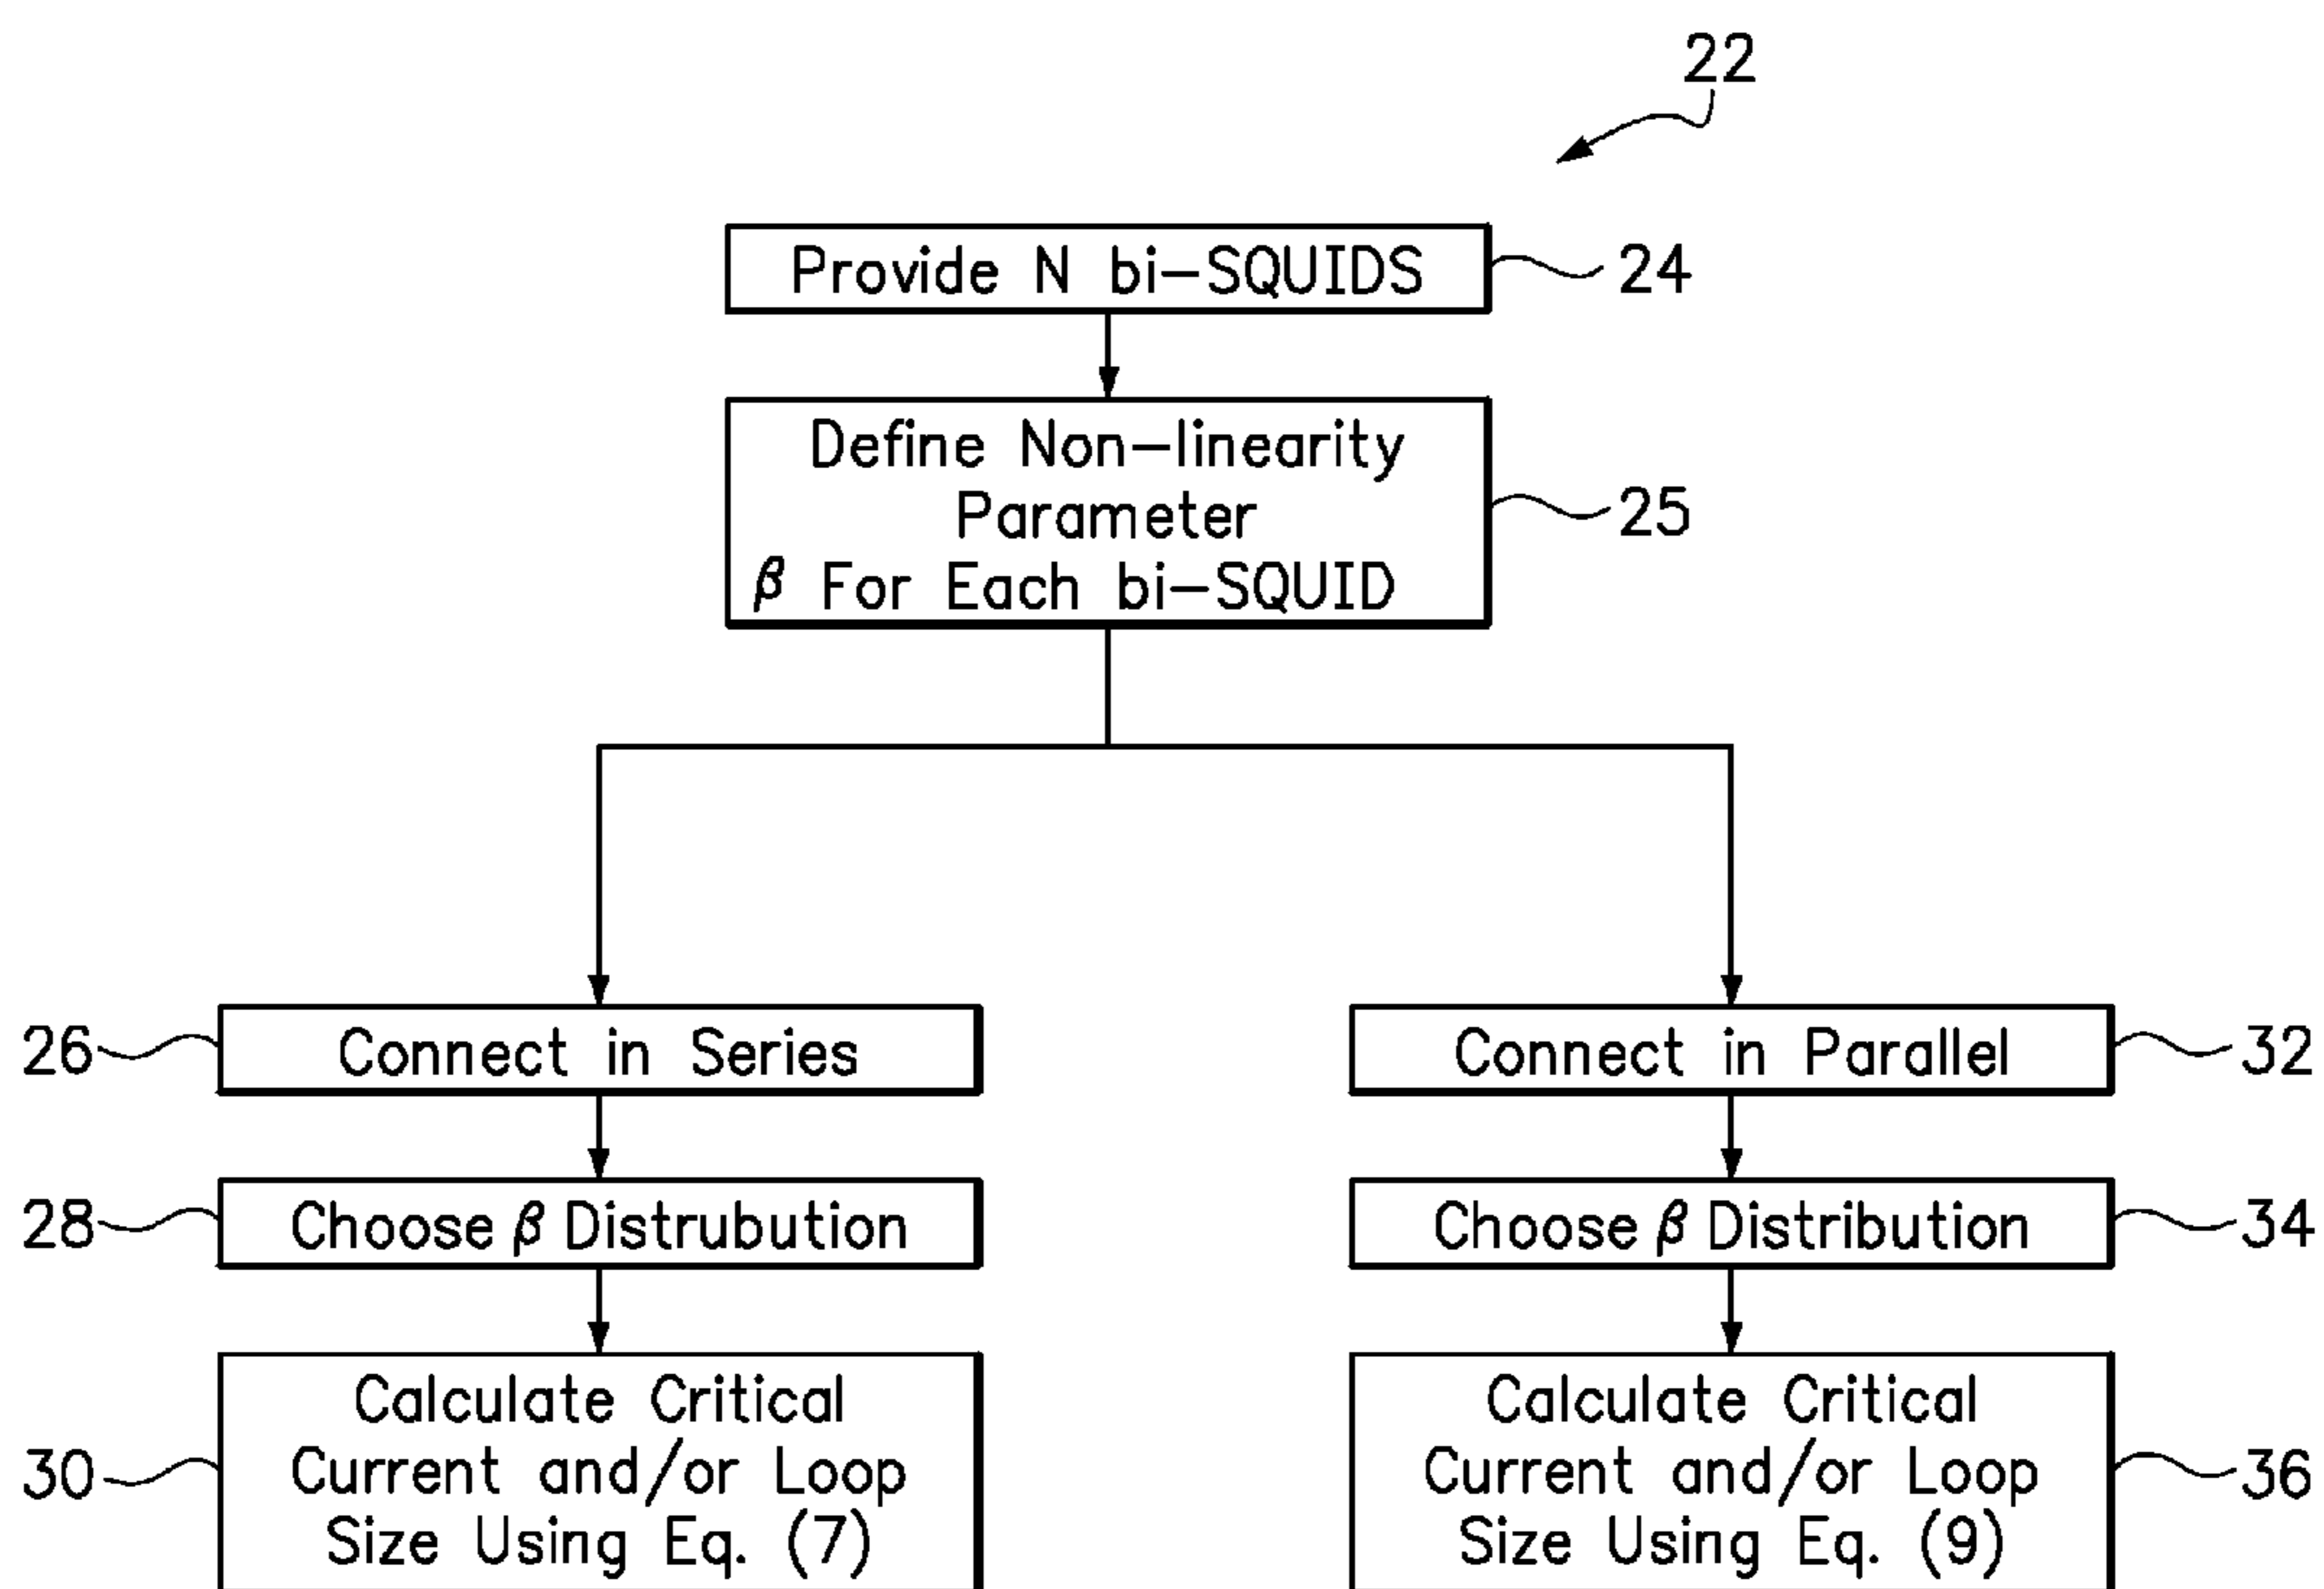 22
Provide N bi-SQUIDS
24
Define Non-linearity
Parameter
β For Each bi-SQUID
25
26
Connect in Series
28
Choose β Distrubution
30
Calculate Critical
Current and/or Loop
Size Using Eq. (7)
Connect in Parallel
32
Choose β Distribution
34
Calculate Critical
Current and/or Loop
Size Using Eq. (9)
36